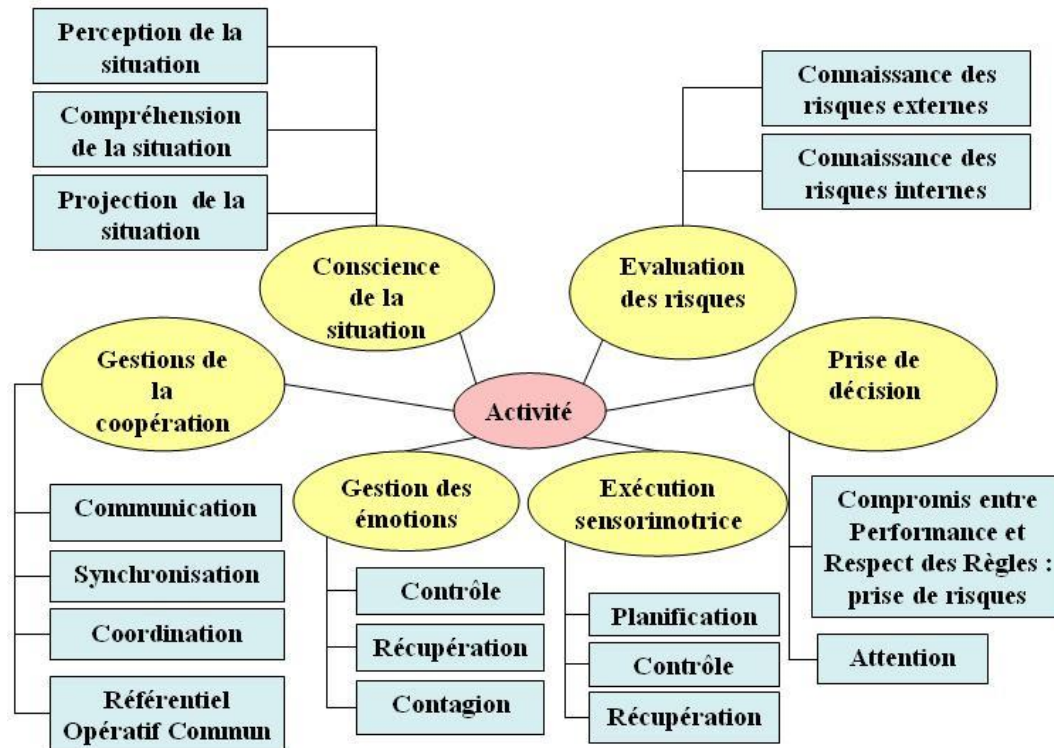 Perception de la
situation
Compréhension
de la situation
Projection de la
situation
Connaissance des
risques externes
Connaissance des
risques internes
Conscience
de la
situation
Evaluation
des risques
Gestions de
la
coopération
Activité
Prise de
décision
Communication
Synchronisation
Coordination
Référentiel
Opératif Commun
Gestion des
émotions
Contrôle
Récupération
Contagion
Exécution
sensorimotrice
Planification
Contrôle
Récupération
Compromis entre
Performance et
Respect des Règles :
prise de risques
Attention